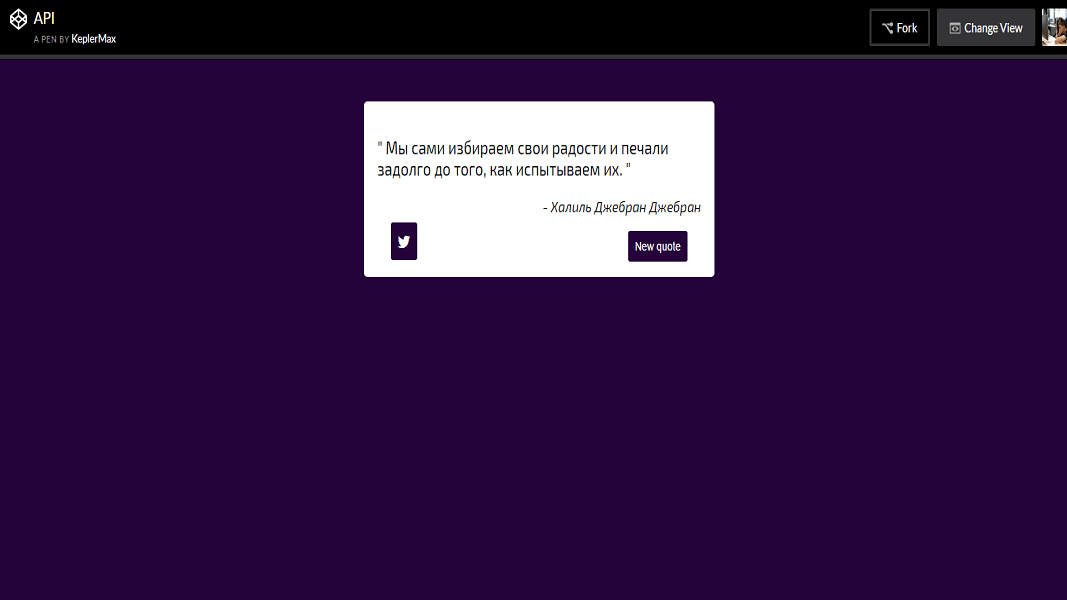 API
A PEN BY KeplerMax
Fork
Change View
" Мы сами избираем свои радости и печали
задолго до того, как испытываем их. "
- Халиль Джебран Джебран
New quote